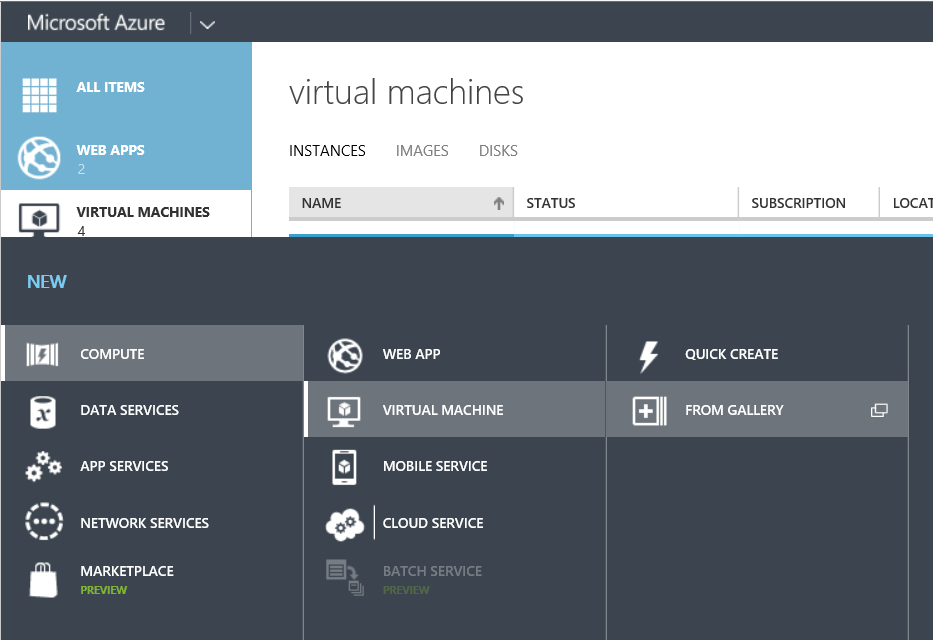 Microsoft Azure
ALL ITEMS
WEB APPS
2
VIRTUAL MACHINES
4
virtual machines
INSTANCES IMAGES DISKS
NAME STATUS SUBSCRIPTION LOCAT
NEW
COMPUTE
DATA SERVICES
APP SERVICES
NETWORK SERVICES
MARKETPLACE
PREVIEW
WEB APP
VIRTUAL MACHINE
MOBILE SERVICE
CLOUD SERVICE
BATCH SERVICE
PREVIEW
QUICK CREATE
FROM GALLERY